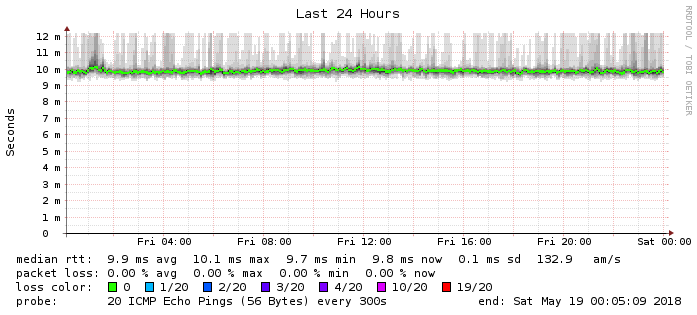 Last 24 Hours
RRDTOOL / TOBI OETIKER
Seconds
12 m
11 m
10 m
9 m
8 m
7 m
6 m
5 m
4 m
3 m
2 m
1 m
0
Fri 04:00 Fri 08:00 Fri 12:00 Fri 16:00 Fri 20:00 Sat 00:00
median rtt: 9.9 ms avg 10.1 ms max 9.7 ms min 9.8 ms now 0.1 ms sd 132.9 am/s
packet loss: 0.00 % avg 0.00 % max 0.00 % min 0.00 % now
loss color: 0 1/20 2/20 3/20 4/20 10/20 19/20
probe: 20 ICMP Echo Pings (56 Bytes) every 300s end: Sat May 19 00:05:09 2018